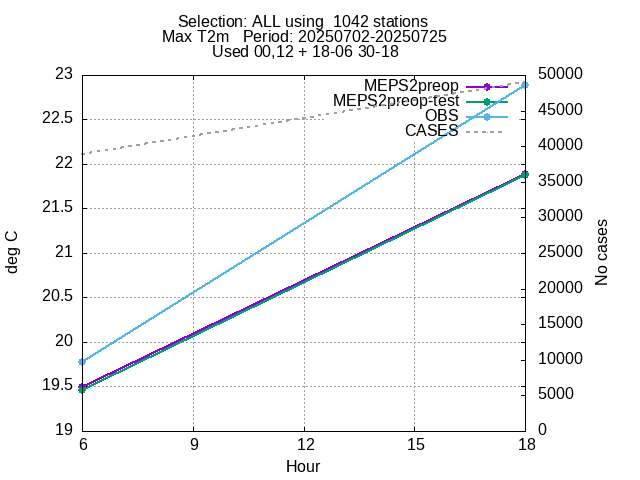 Selection: ALL using  1042 stations
Max T2m   Period: 20250702-20250725
Used 00,12 + 18-06 30-18
MEPS2preop
MEPS2preop-test
OBS
CASES
23
22.5
22
21.5
21
20.5
20
19.5
19
deg C
50000
45000
40000
35000
30000
25000
20000
15000
10000
5000
0
No cases
6
9
12
15
18
Hour